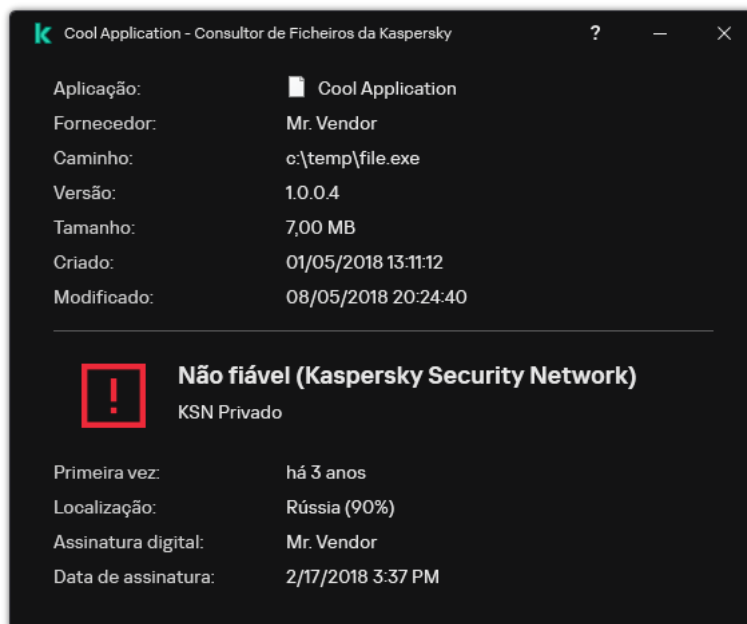 Cool Application - Consultor de Ficheiros da Kaspersky ?
Aplicação: Cool Application
Fornecedor: Mr. Vendor
Caminho: c:\temp\file.exe
Versão: 1.0.0.4
Tamanho: 7,00 MB
Criado: 01/05/2018 13:11:12
Modificado: 08/05/2018 20:24:40
Não fiável (Kaspersky Security Network)
KSN Privado
Primeira vez: há 3 anos
Localização: Rússia (90%)
Assinatura digital: Mr. Vendor
Data de assinatura: 2/17/2018 3:37 PM